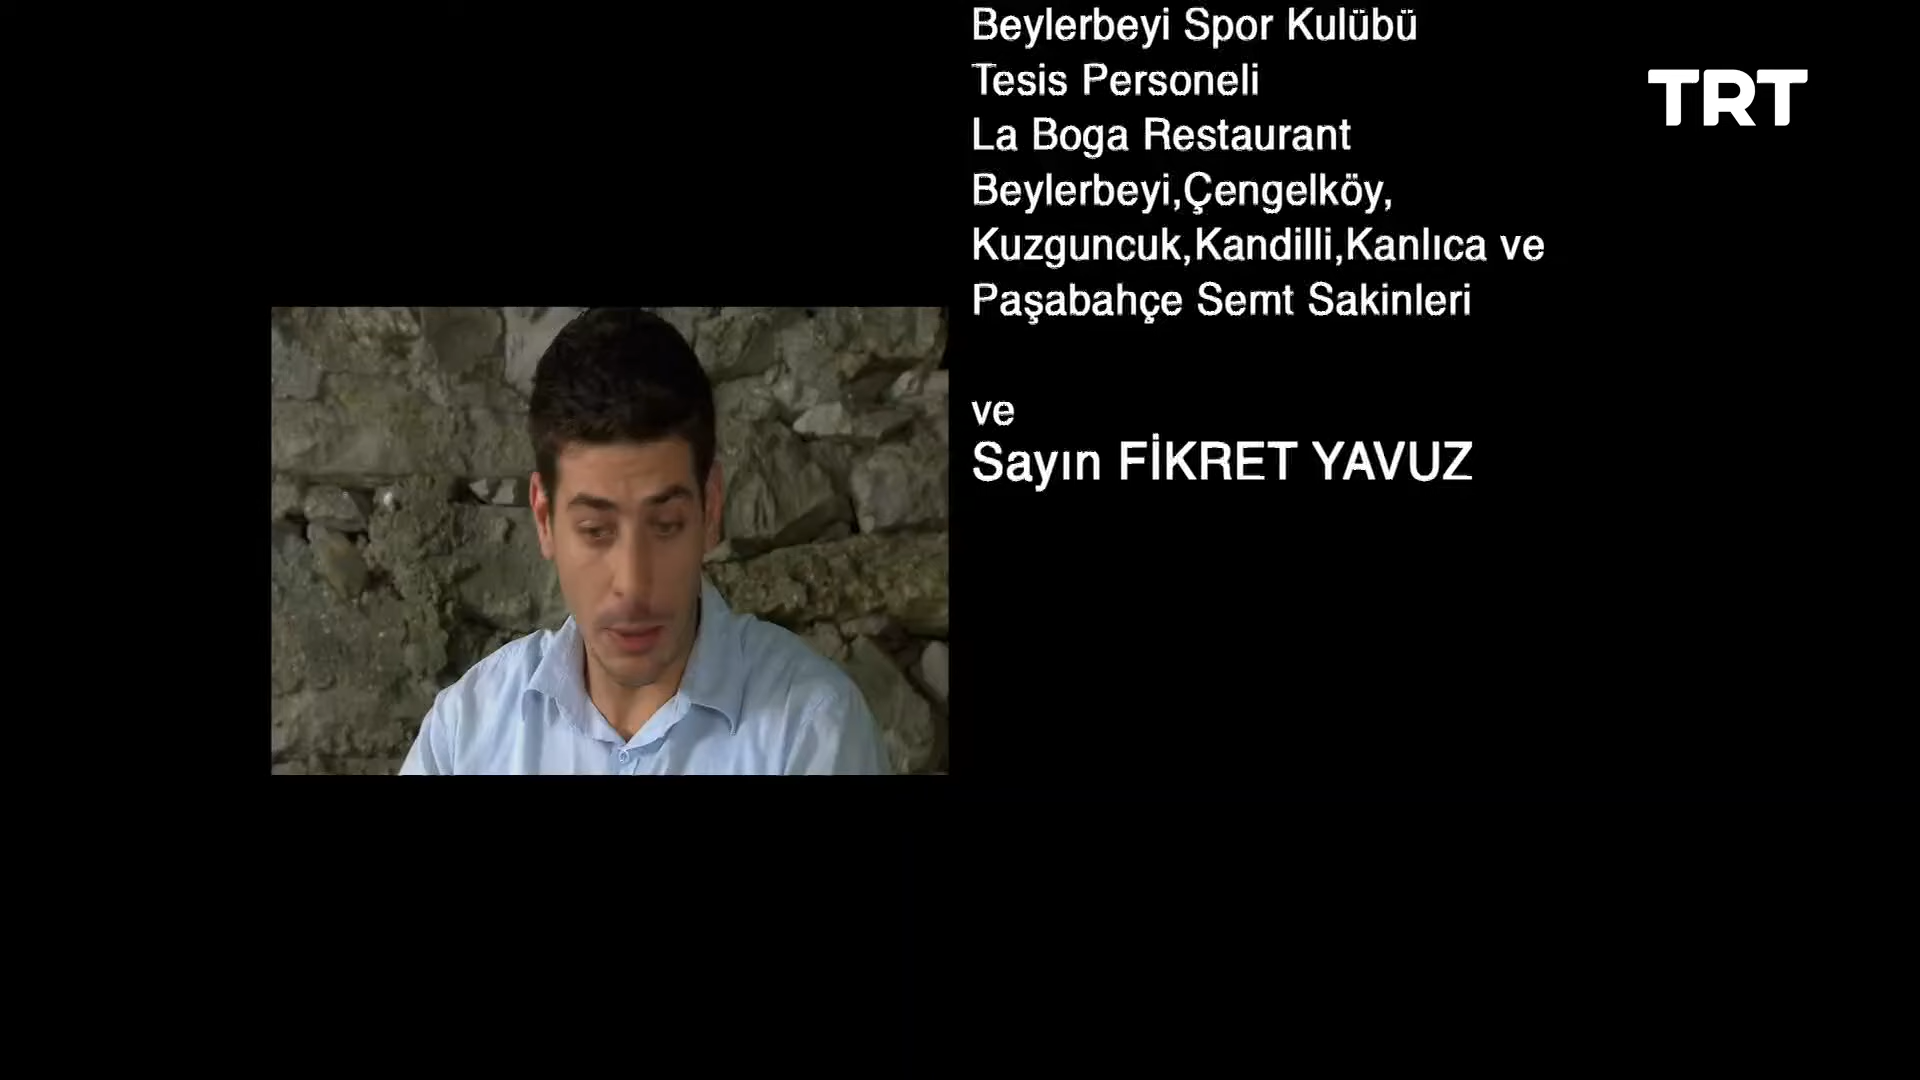 Beylerbeyi Spor Kulübü
Tesis Personeli
La Boga Restaurant
Beylerbeyi,Çengelköy,
Kuzguncuk,Kandilli,Kanlıca ve
Paşabahçe Semt Sakinleri
ve
Sayın FİKRET YAVUZ
TRT